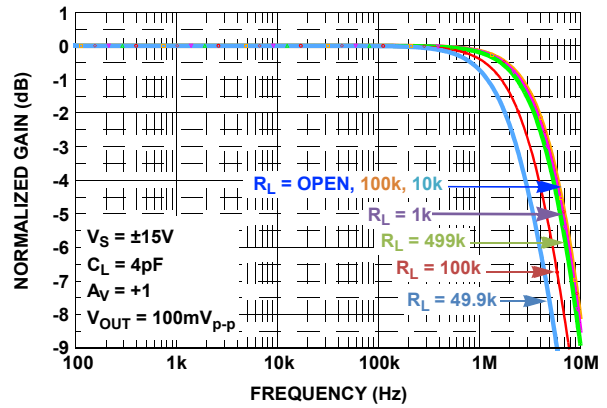 1
0
-1
-2
-3
-4
-5
-6
-7
-8
-9
NORMALIZED GAIN (dB)
R_L = OPEN, 100k, 10k
R_L = 1k
R_L = 499k
R_L = 100k
R_L = 49.9k
V_S = ±15V
C_L = 4pF
A_V = +1
V_OUT = 100mV_p-p
100 1k 10k 100k 1M 10M
FREQUENCY (Hz)